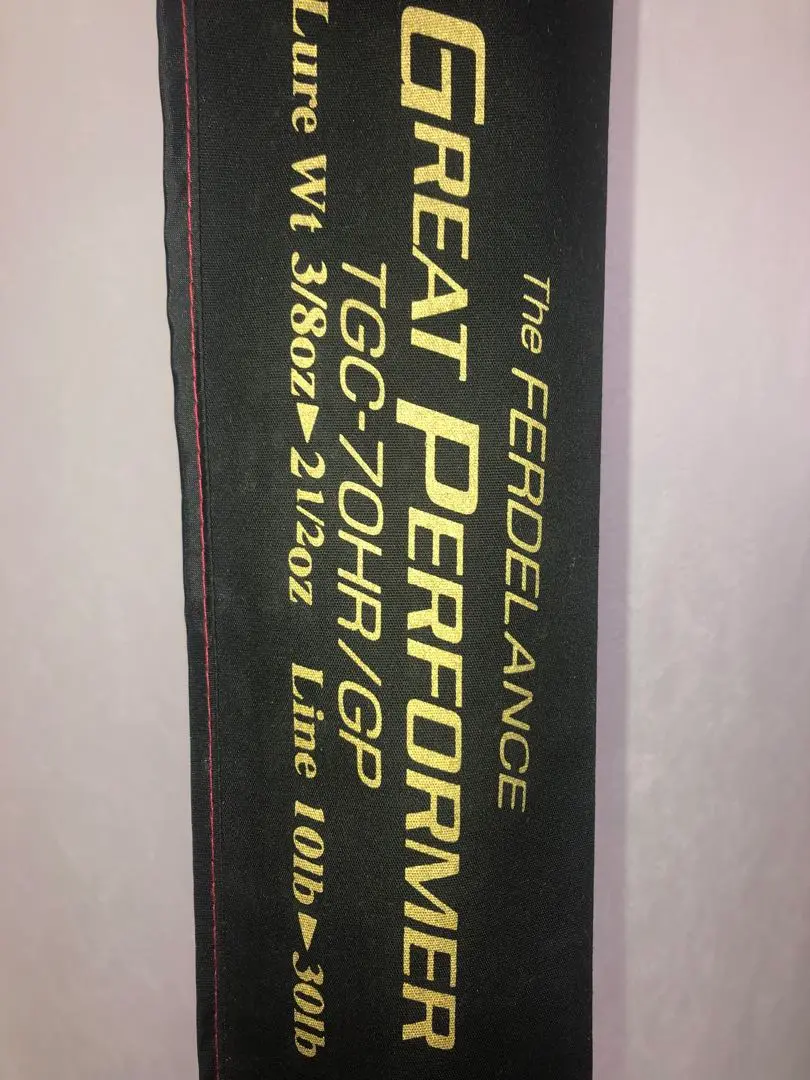 The FERDELANCE
GREAT PERFORMER
TGC-70HR/GP
Lure Wt 3/8oz▶2 1/2oz Line 10lb▶30lb